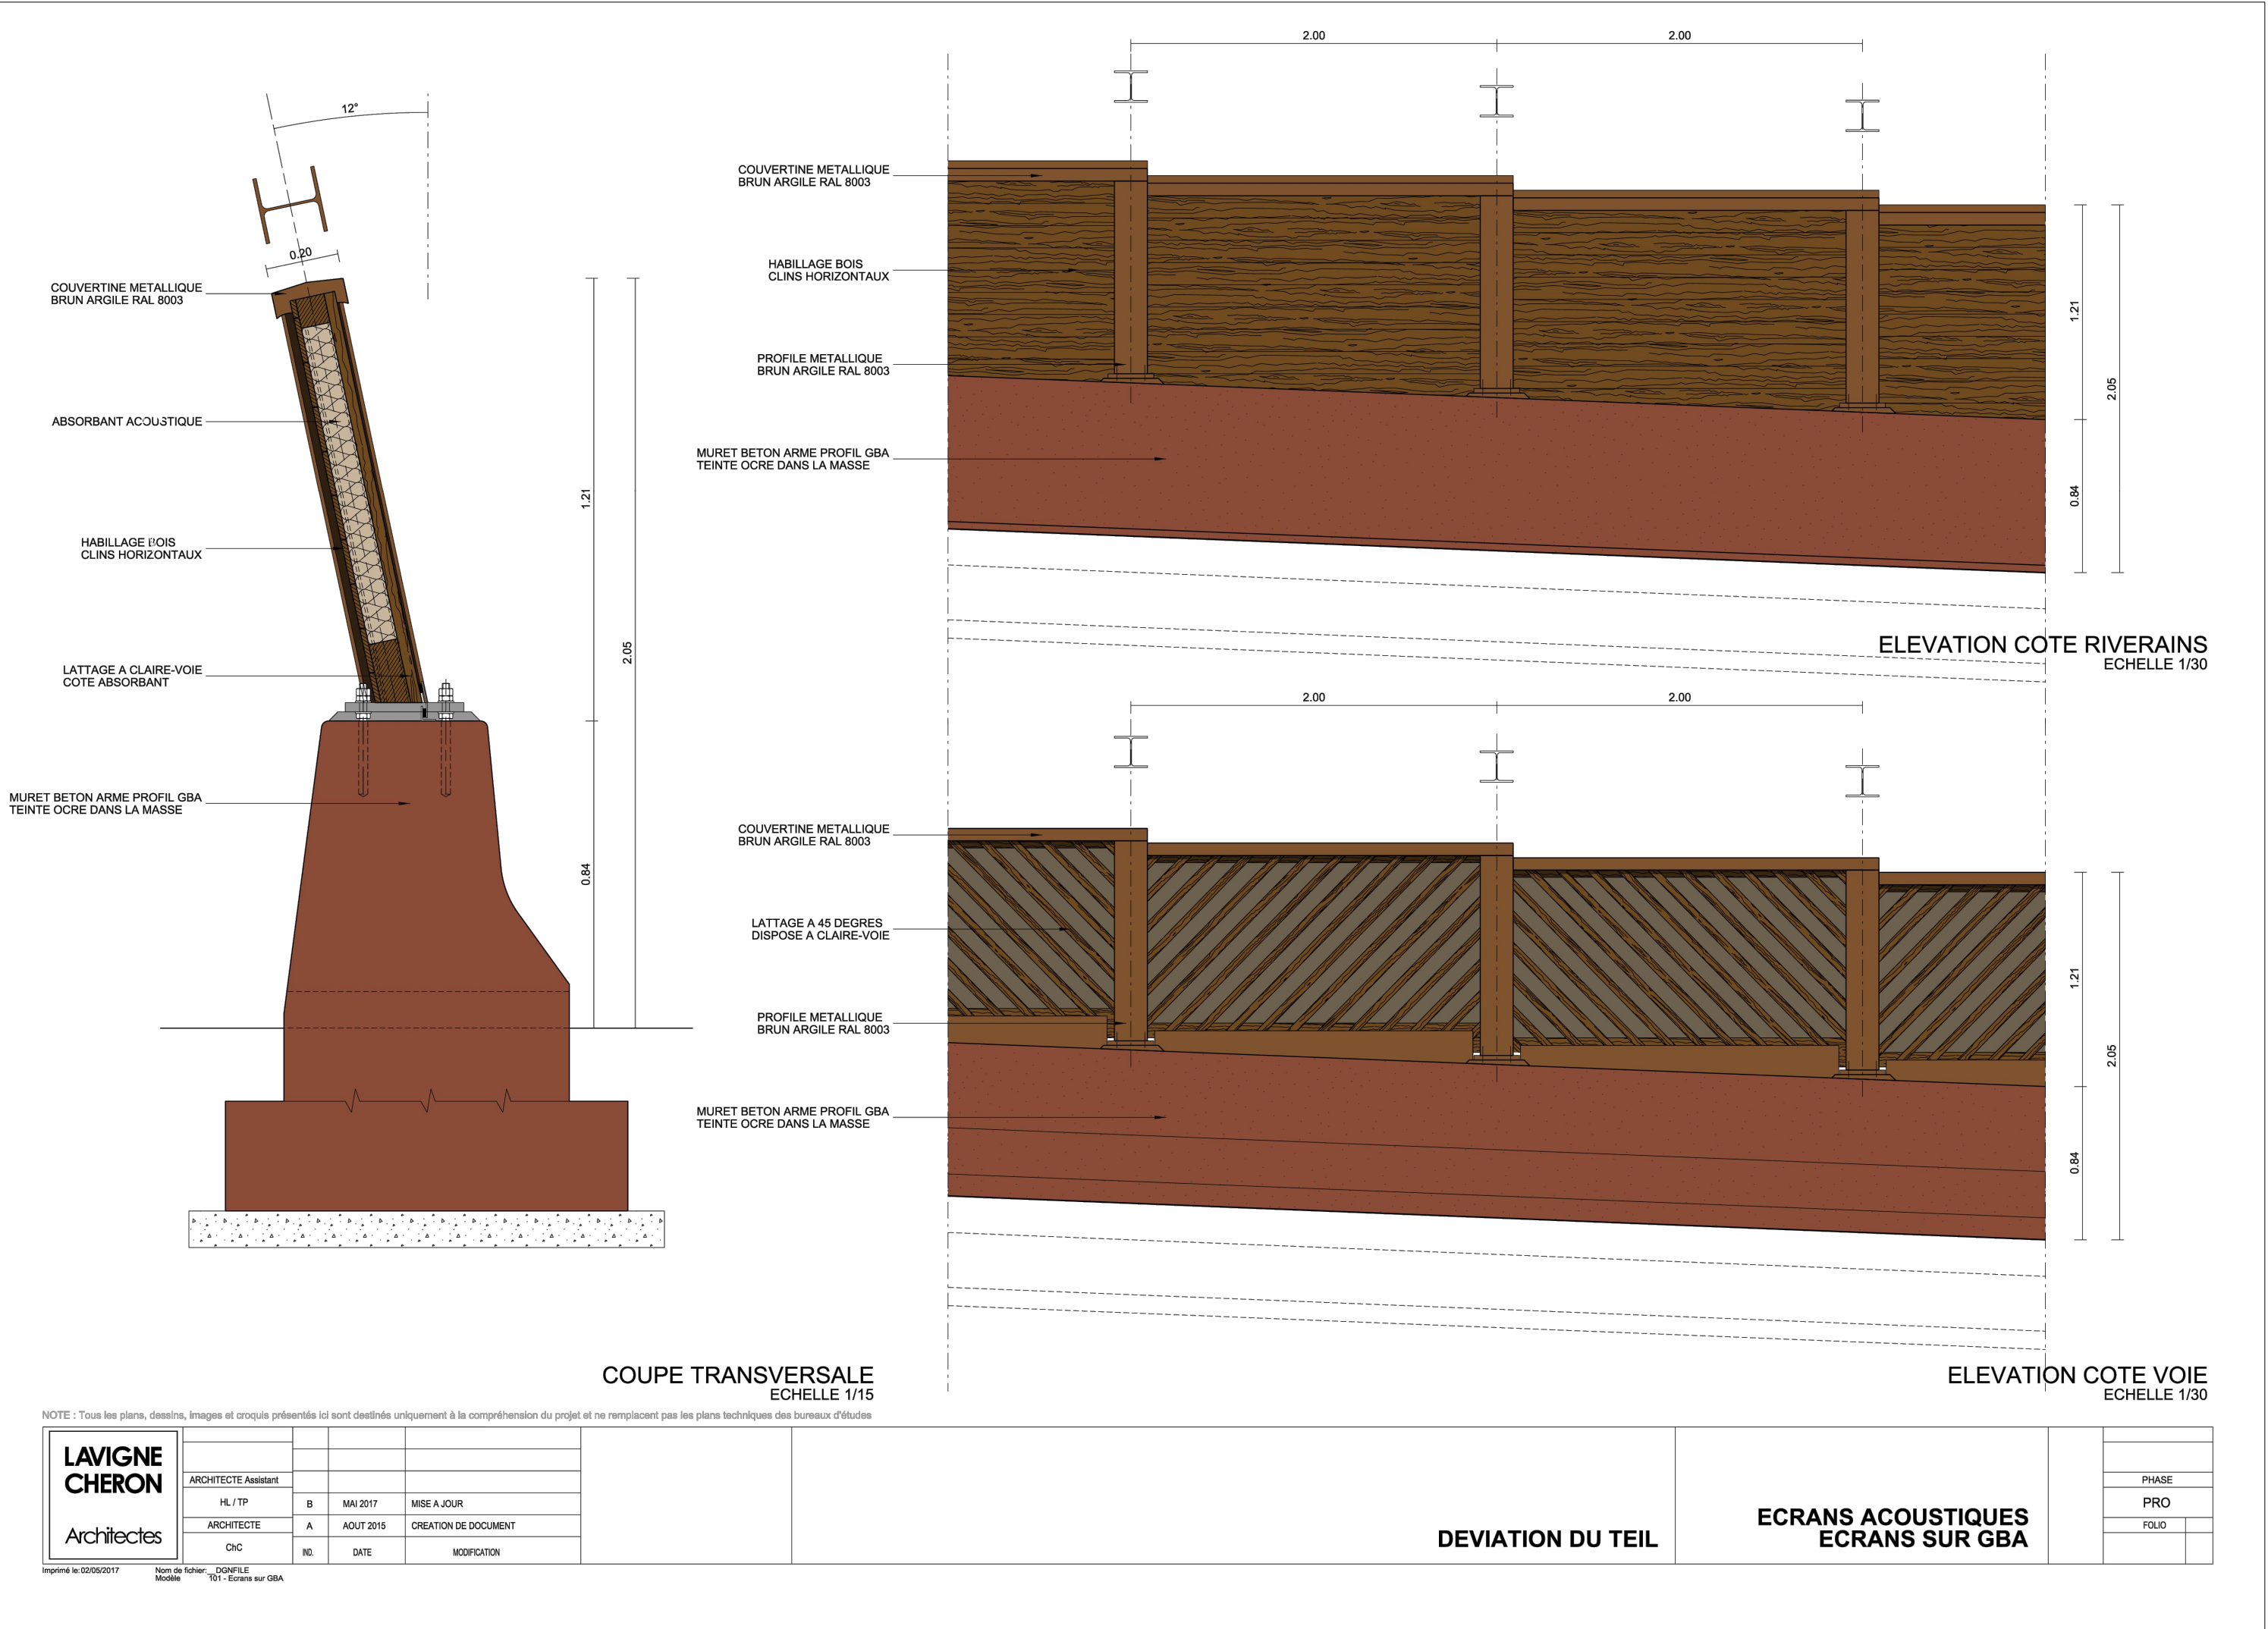 12°
0.20
COUVERTINE METALLIQUE
BRUN ARGILE RAL 8003
ABSORBANT ACOUSTIQUE
HABILLAGE BOIS
CLINS HORIZONTAUX
LATTAGE A CLAIRE-VOIE
COTE ABSORBANT
MURET BETON ARME PROFIL GBA
TEINTE OCRE DANS LA MASSE
1.21
2.05
0.84
COUPE TRANSVERSALE
ECHELLE 1/15
2.00
2.00
COUVERTINE METALLIQUE
BRUN ARGILE RAL 8003
HABILLAGE BOIS
CLINS HORIZONTAUX
PROFILE METALLIQUE
BRUN ARGILE RAL 8003
MURET BETON ARME PROFIL GBA
TEINTE OCRE DANS LA MASSE
1.21
2.05
0.84
ELEVATION COTE RIVERAINS
ECHELLE 1/30
2.00
2.00
COUVERTINE METALLIQUE
BRUN ARGILE RAL 8003
LATTAGE A 45 DEGRES
DISPOSE A CLAIRE-VOIE
PROFILE METALLIQUE
BRUN ARGILE RAL 8003
MURET BETON ARME PROFIL GBA
TEINTE OCRE DANS LA MASSE
1.21
2.05
0.84
ELEVATION COTE VOIE
ECHELLE 1/30
NOTE : Tous les plans, dessins, images et croquis présentés ici sont destinés uniquement à la compréhension du projet et ne remplacent pas les plans techniques des bureaux d'études
LAVIGNE
CHERON
Architectes
ARCHITECTE Assistant
HL / TP
ARCHITECTE
ChC
B MAI 2017 MISE A JOUR
A AOUT 2015 CREATION DE DOCUMENT
IND. DATE MODIFICATION
DEVIATION DU TEIL
ECRANS ACOUSTIQUES
ECRANS SUR GBA
PHASE
PRO
FOLIO
Imprimé le: 02/05/2017 Nom de fichier: __DGNFILE
Modèle 101 - Ecrans sur GBA